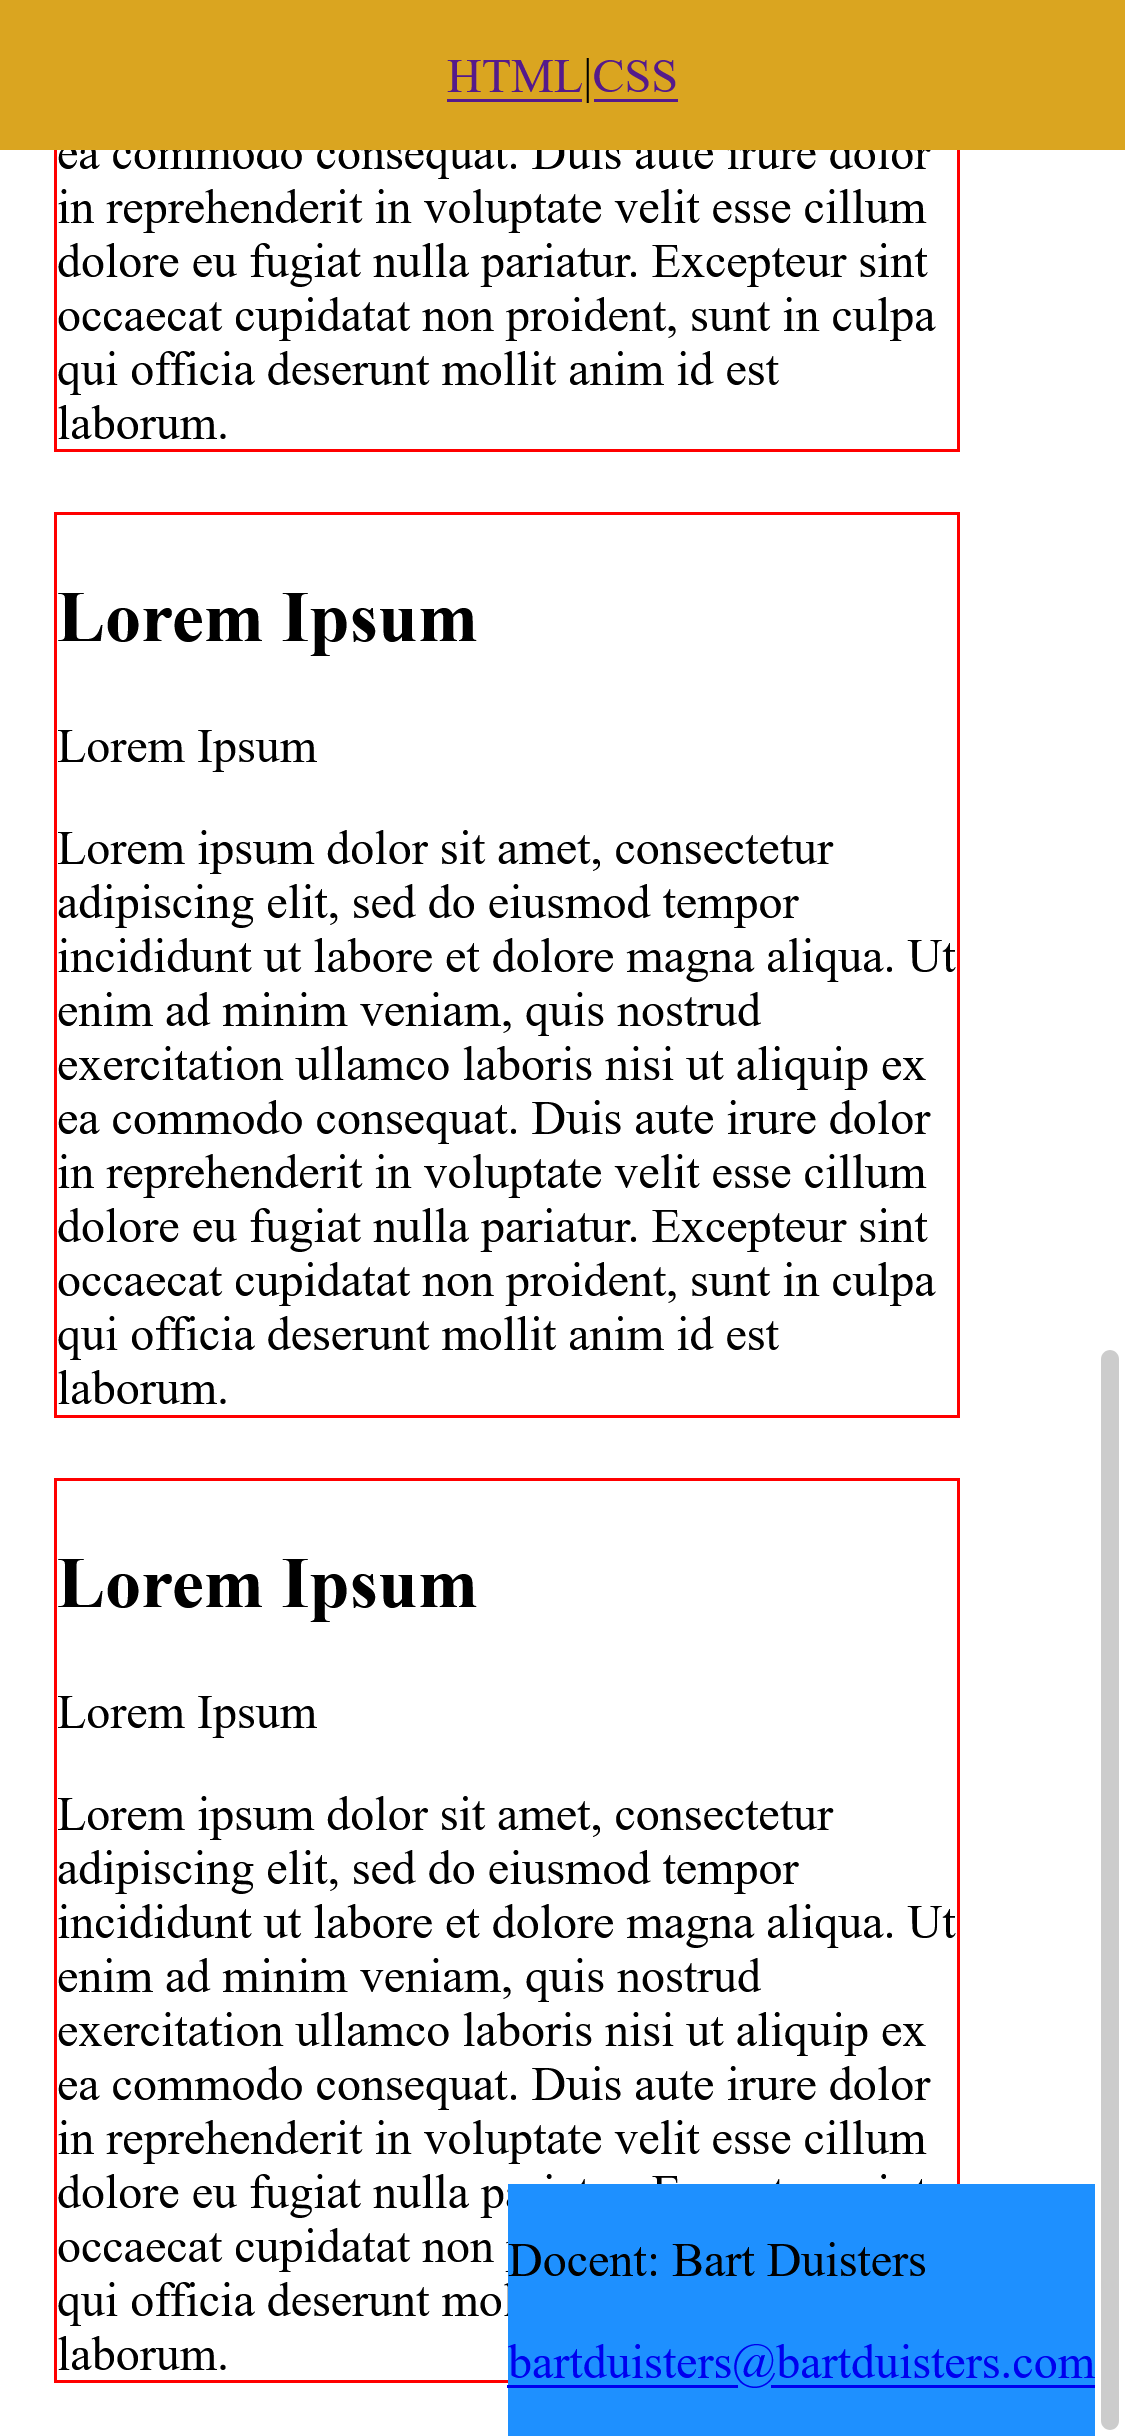 HTML|CSS
ea commodo consequat. Duis aute irure dolor
in reprehenderit in voluptate velit esse cillum
dolore eu fugiat nulla pariatur. Excepteur sint
occaecat cupidatat non proident, sunt in culpa
qui officia deserunt mollit anim id est
laborum.
Lorem Ipsum
Lorem Ipsum
Lorem ipsum dolor sit amet, consectetur
adipiscing elit, sed do eiusmod tempor
incididunt ut labore et dolore magna aliqua. Ut
enim ad minim veniam, quis nostrud
exercitation ullamco laboris nisi ut aliquip ex
ea commodo consequat. Duis aute irure dolor
in reprehenderit in voluptate velit esse cillum
dolore eu fugiat nulla pariatur. Excepteur sint
occaecat cupidatat non proident, sunt in culpa
qui officia deserunt mollit anim id est
laborum.
Lorem Ipsum
Lorem Ipsum
Lorem ipsum dolor sit amet, consectetur
adipiscing elit, sed do eiusmod tempor
incididunt ut labore et dolore magna aliqua. Ut
enim ad minim veniam, quis nostrud
exercitation ullamco laboris nisi ut aliquip ex
ea commodo consequat. Duis aute irure dolor
in reprehenderit in voluptate velit esse cillum
dolore eu fugiat nulla
occaecat cupidatat non
qui officia deserunt
laborum.
Docent: Bart Duisters
bartduisters@bartduisters.com